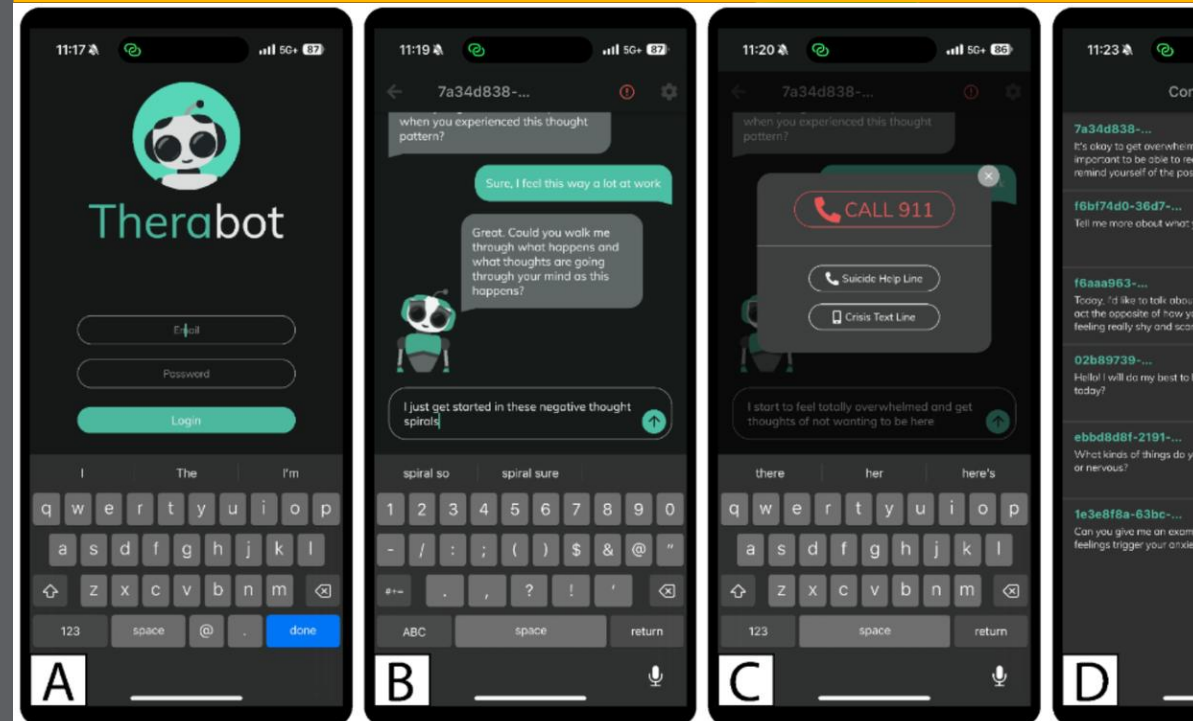 11:17
5G+ 87
Therabot
Email
Password
Login
I The I'm
q w e r t y u i o p
a s d f g h j k l
z x c v b n m
123 space @ . done
A
11:19
5G+ 87
7a34d838-...
when you experienced this thought
pattern?
Sure, I feel this way a lot at work
Great. Could you walk me
through what happens and
what thoughts are going
through your mind as this
happens?
I just get started in these negative thought
spirals
spiral so spiral sure
1 2 3 4 5 6 7 8 9 0
- / : ; ( ) $ & @ "
#+= . , ? ! '
ABC space return
B
11:20
5G+ 86
7a34d838-...
when you experienced this thought
pattern?
CALL 911
Suicide Help Line
Crisis Text Line
I start to feel totally overwhelmed and get
thoughts of not wanting to be here
there her here's
q w e r t y u i o p
a s d f g h j k l
z x c v b n m
123 space return
C
11:23
7a34d838-...
It's okay to get
important to be able to
remind yourself of the
f6bf74d0-36d7-...
Tell me more about what
f6aaa963-...
Today, I'd like to talk
act the opposite of how
feeling really shy and
02b89739-...
Hello! I will do my best to
today?
ebbd8d8f-2191-...
What kinds of things do
or nervous?
1e3e8f8a-63bc-...
Can you give me an
feelings trigger your
D